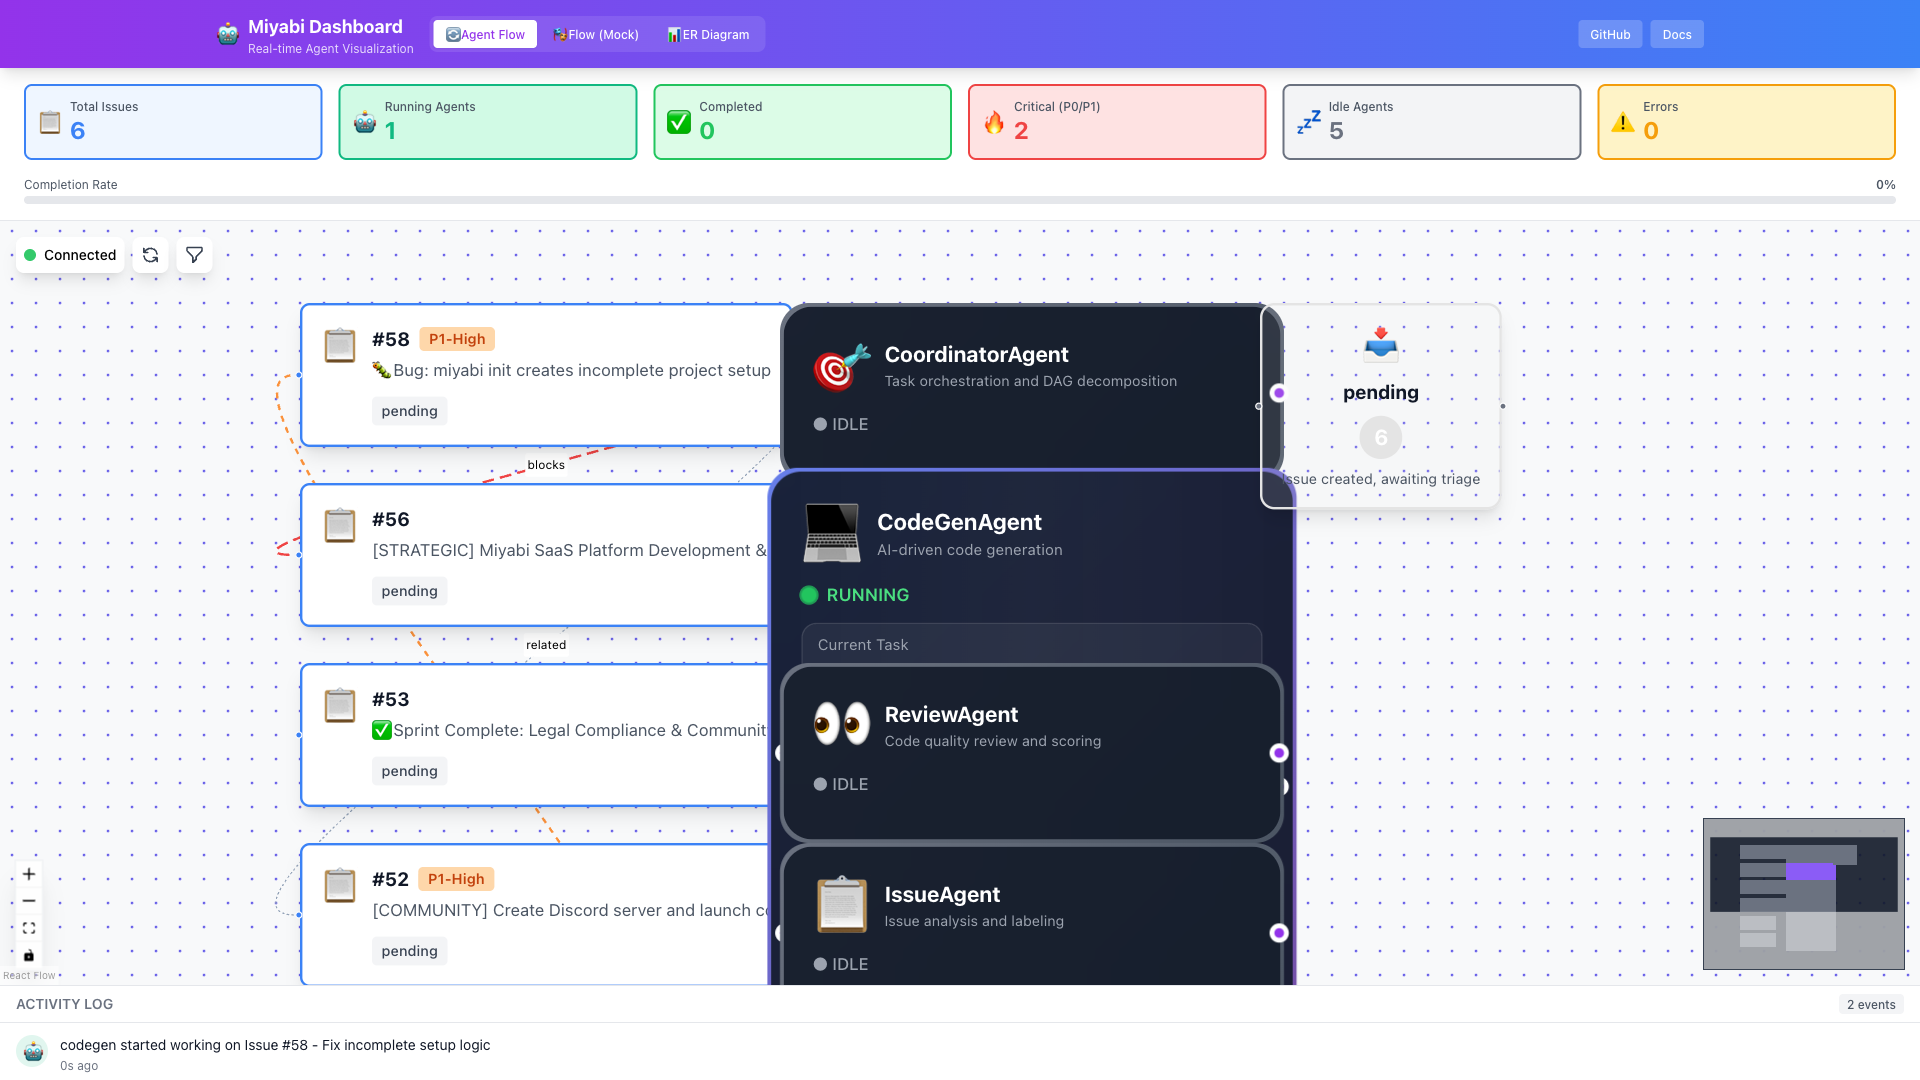 Miyabi Dashboard
Real-time Agent Visualization
Agent Flow
Flow (Mock)
ER Diagram
GitHub
Docs
Total Issues
6
Running Agents
1
Completed
0
Critical (P0/P1)
2
Idle Agents
5
Errors
0
Completion Rate
0%
Connected
#58
P1-High
Bug: miyabi init creates incomplete project setup
pending
blocks
#56
[STRATEGIC] Miyabi SaaS Platform Development &
pending
related
#53
Sprint Complete: Legal Compliance & Communit
pending
#52
P1-High
[COMMUNITY] Create Discord server and launch co
pending
CoordinatorAgent
Task orchestration and DAG decomposition
IDLE
CodeGenAgent
AI-driven code generation
RUNNING
Current Task
ReviewAgent
Code quality review and scoring
IDLE
IssueAgent
Issue analysis and labeling
IDLE
pending
6
Issue created, awaiting triage
React Flow
ACTIVITY LOG
2 events
codegen started working on Issue #58 - Fix incomplete setup logic
0s ago